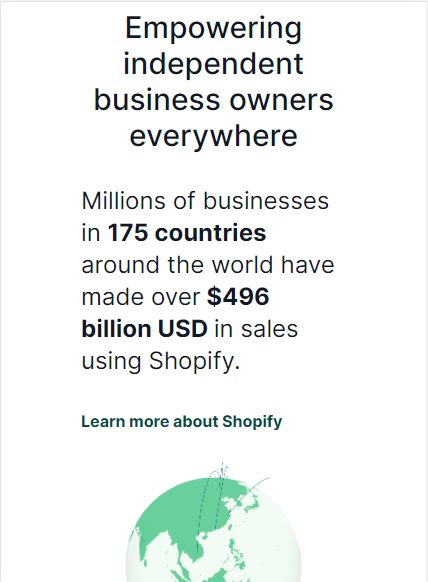 Empowering
independent
business owners
everywhere
Millions of businesses
in 175 countries
around the world have
made over $496
billion USD in sales
using Shopify.
Learn more about Shopify